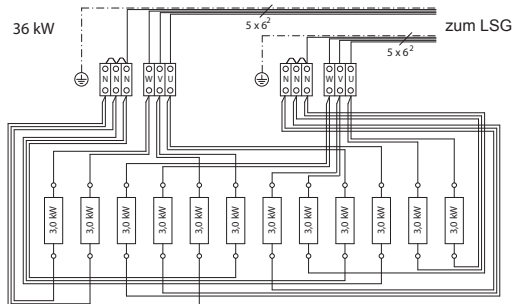 36 kW
5 x 6²
zum LSG
5 x 6²
N N N W V U
N N N W V U
3,0 kW 3,0 kW 3,0 kW 3,0 kW 3,0 kW 3,0 kW 3,0 kW 3,0 kW 3,0 kW 3,0 kW 3,0 kW 3,0 kW